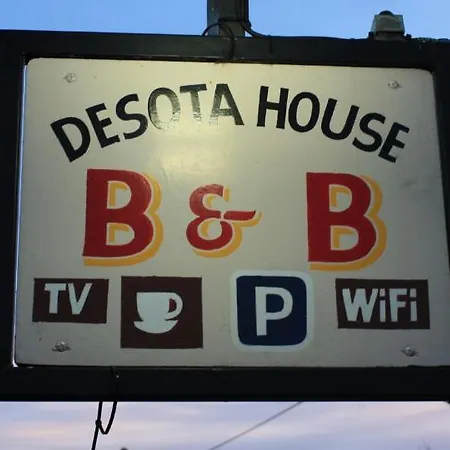 DESOTA HOUSE
B & B
TV P WiFi